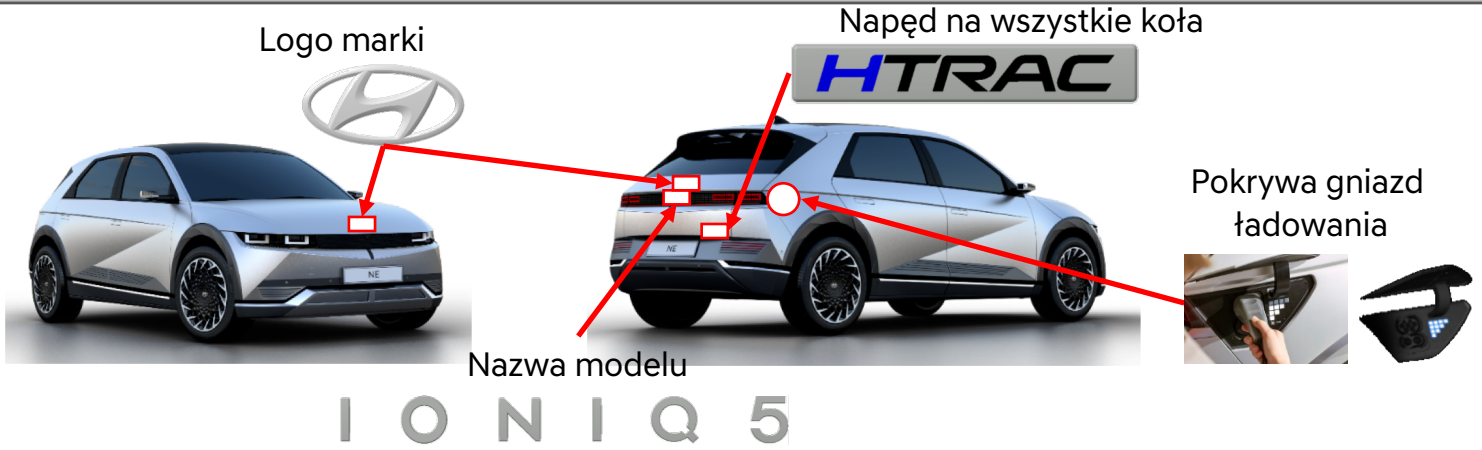 Napęd na wszystkie koła
Logo marki
HTRAC
Pokrywa gniazd
ładowania
NE
NE
Nazwa modelu
IONIQ 5